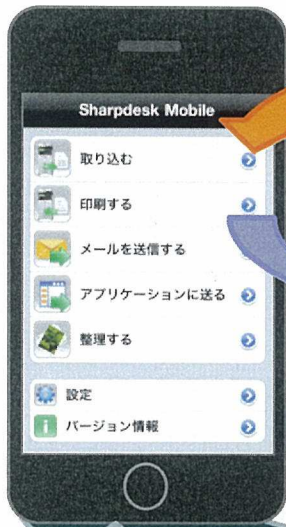 Sharpdesk Mobile
取り込む
印刷する
メールを送信する
アプリケーションに送る
整理する
設定
バージョン情報